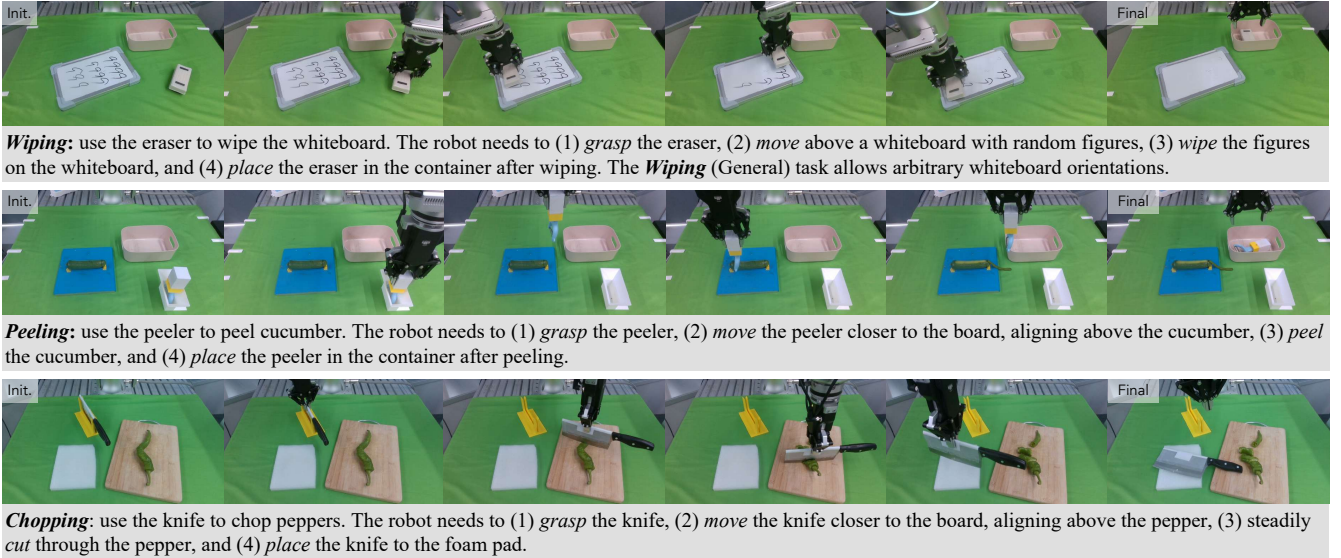 Init.
Final
Wiping: use the eraser to wipe the whiteboard. The robot needs to (1) grasp the eraser, (2) move above a whiteboard with random figures, (3) wipe the figures
on the whiteboard, and (4) place the eraser in the container after wiping. The Wiping (General) task allows arbitrary whiteboard orientations.
Init.
Final
Peeling: use the peeler to peel cucumber. The robot needs to (1) grasp the peeler, (2) move the peeler closer to the board, aligning above the cucumber, (3) peel
the cucumber, and (4) place the peeler in the container after peeling.
Init.
Final
Chopping: use the knife to chop peppers. The robot needs to (1) grasp the knife, (2) move the knife closer to the board, aligning above the pepper, (3) steadily
cut through the pepper, and (4) place the knife to the foam pad.